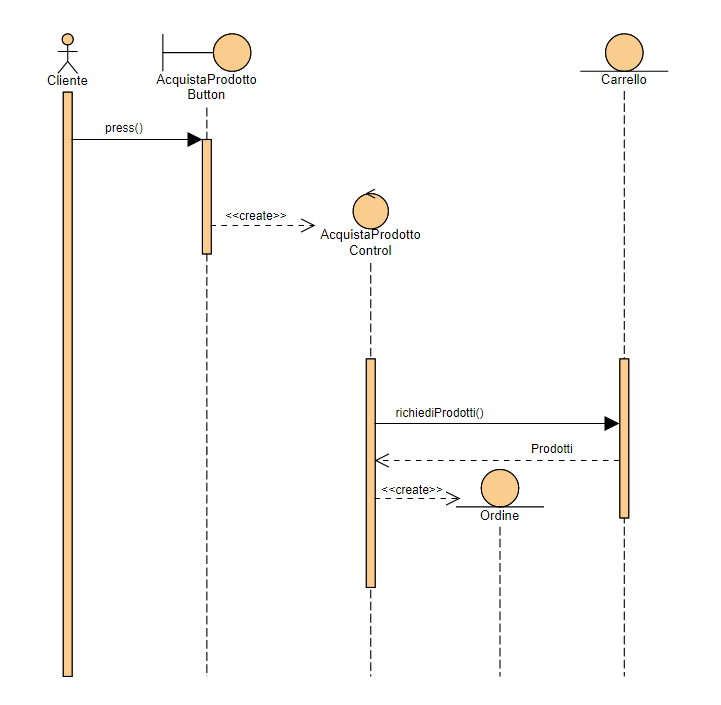 Cliente
AcquistaProdotto
Button
Carrello
press()
<<create>>
AcquistaProdotto
Control
richiediProdotti()
Prodotti
<<create>>
Ordine